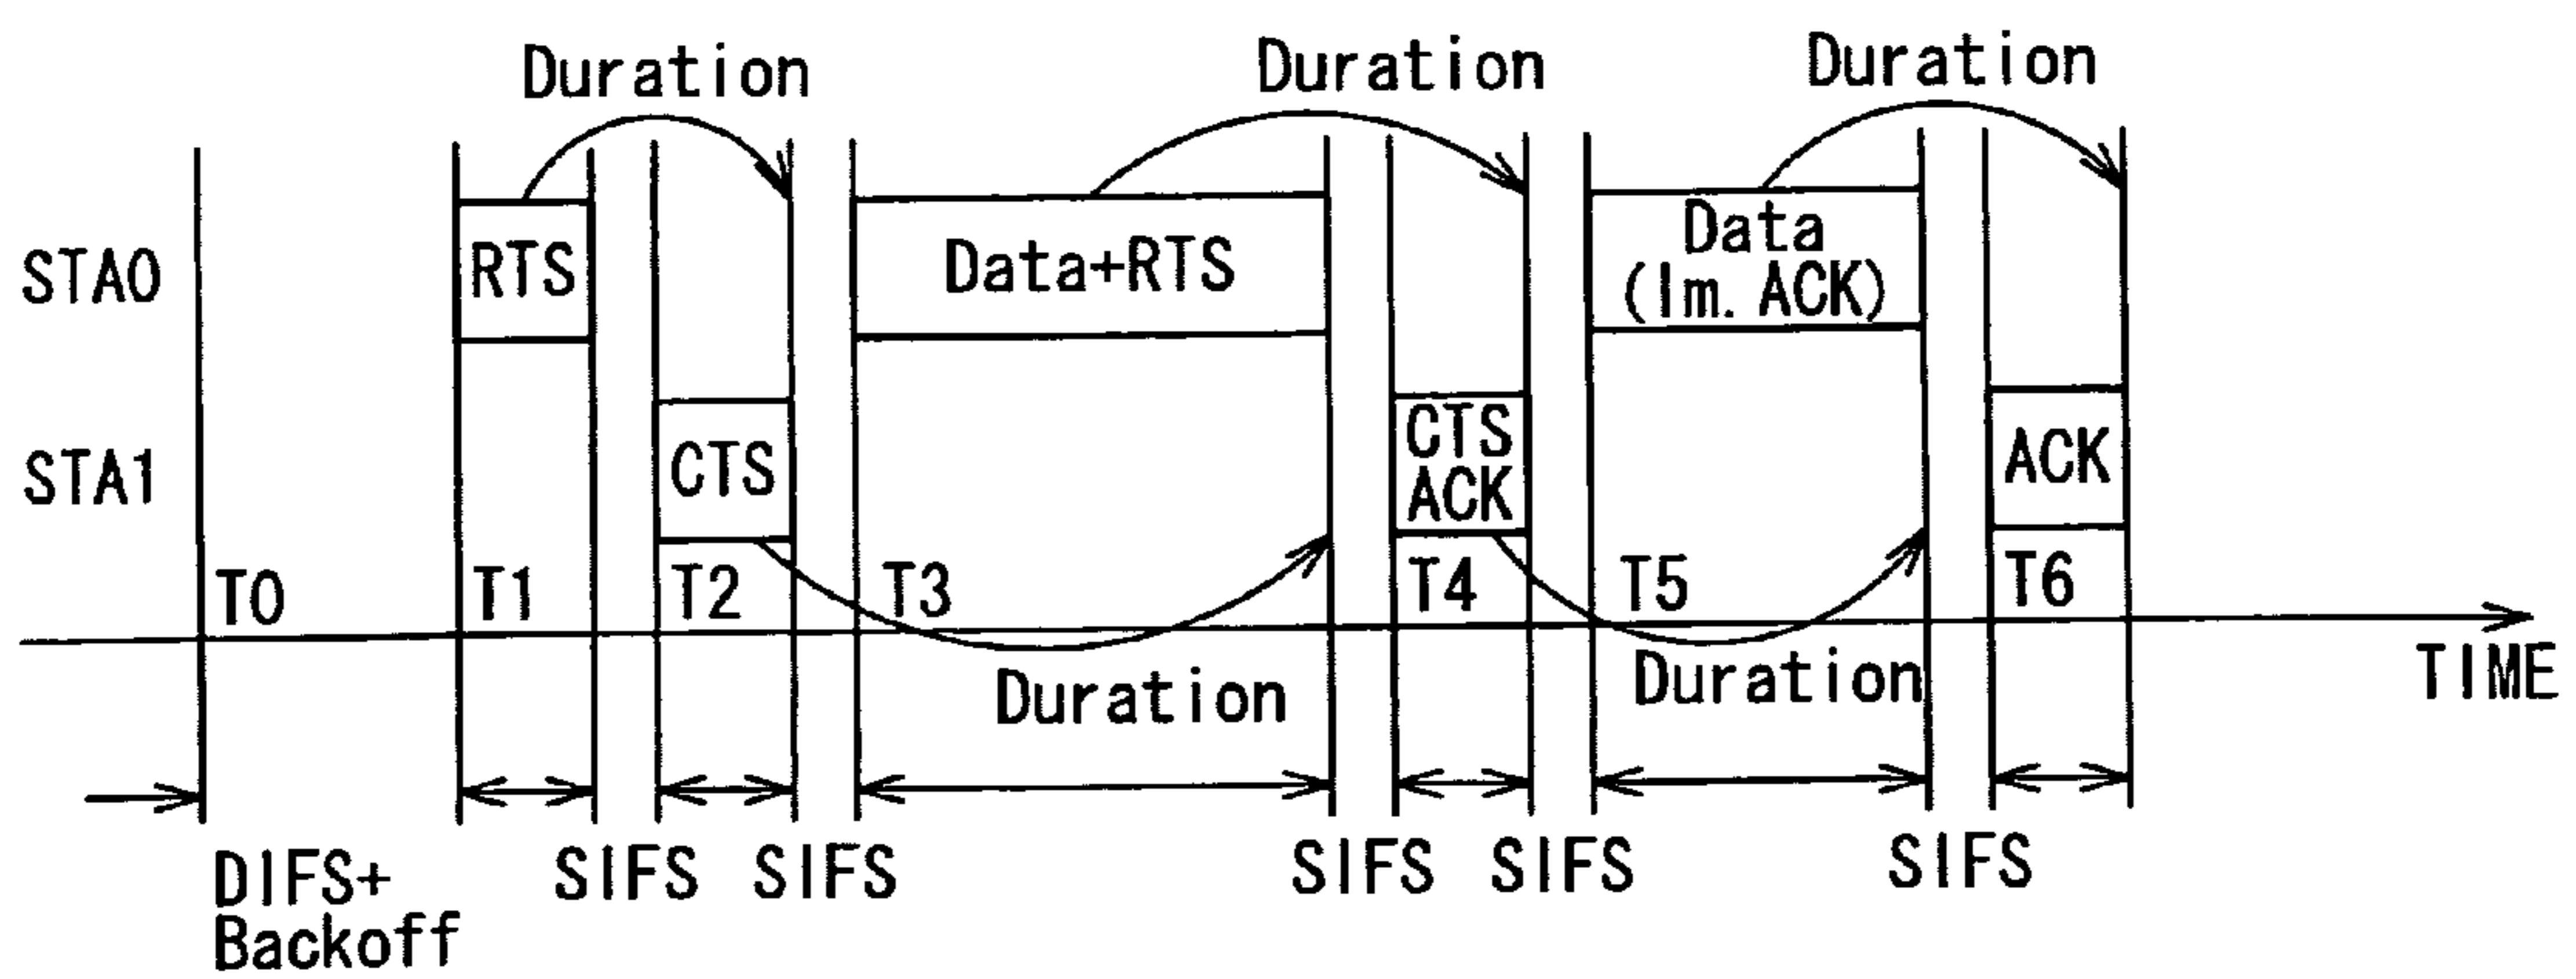 Duration
Duration
Duration
STA0
RTS
Data+RTS
Data
(Im. ACK)
STA1
CTS
CTS
ACK
ACK
T0
T1
T2
T3
T4
T5
T6
Duration
Duration
TIME
DIFS+
Backoff
SIFS
SIFS
SIFS
SIFS
SIFS